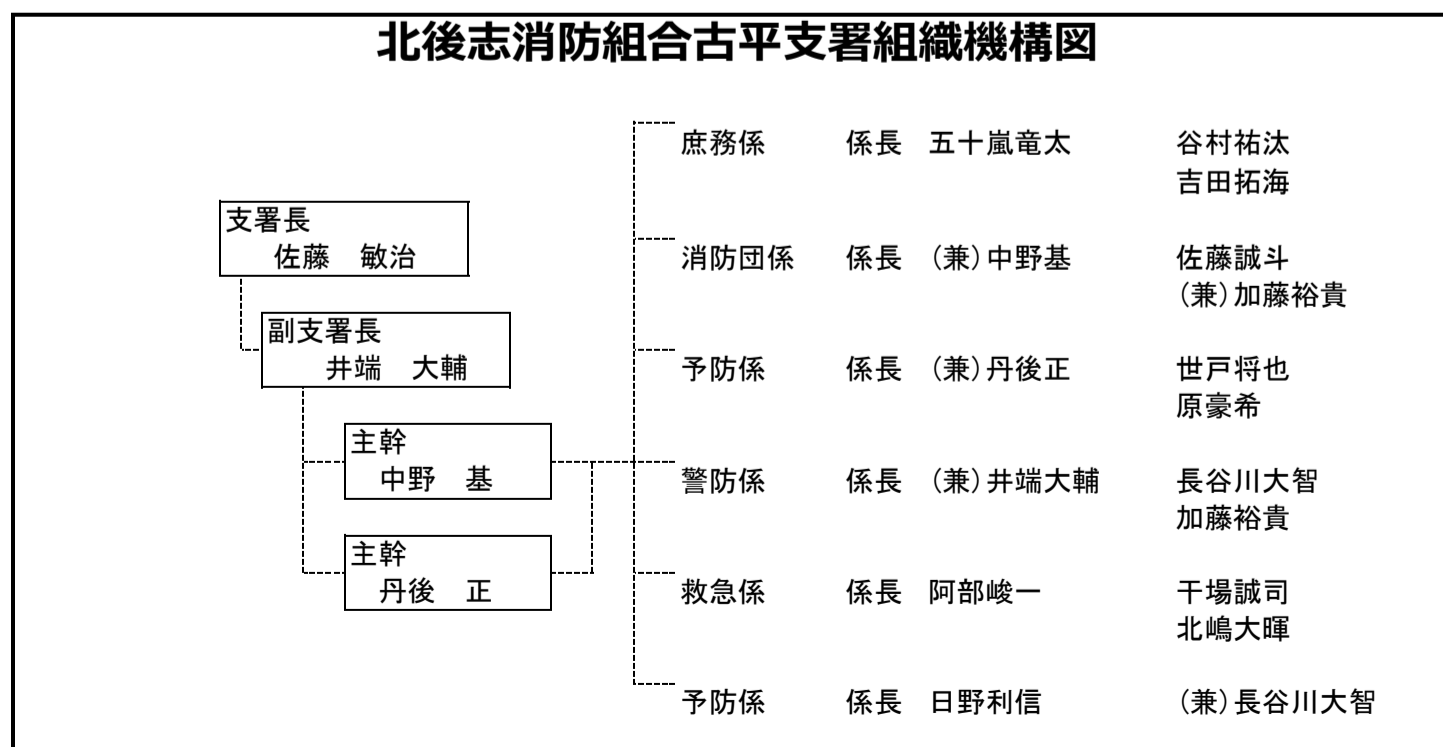 北後志消防組合古平支署組織機構図
支署長
佐藤 敏治
副支署長
井端 大輔
主幹
中野 基
主幹
丹後 正
庶務係 係長 五十嵐竜太 谷村祐汰
吉田拓海
消防団係 係長 (兼)中野基 佐藤誠斗
(兼)加藤裕貴
予防係 係長 (兼)丹後正 世戸将也
原豪希
警防係 係長 (兼)井端大輔 長谷川大智
加藤裕貴
救急係 係長 阿部峻一 干場誠司
北嶋大暉
予防係 係長 日野利信 (兼)長谷川大智